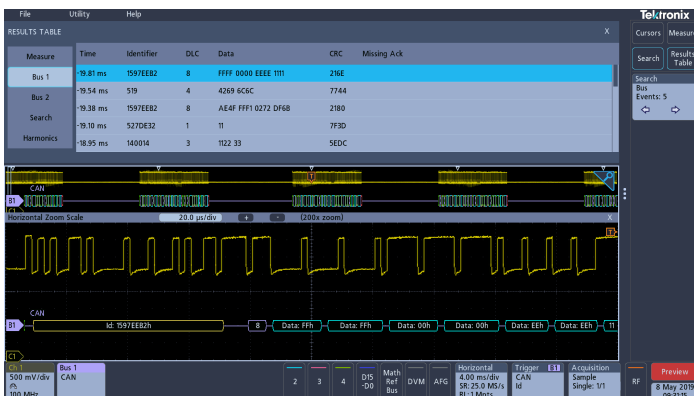 File Utility Help
Tektronix
RESULTS TABLE X
Cursors Measure
Measure
Time Identifier DLC Data CRC Missing Ack
Bus 1
-19.81 ms 1597EEB2 8 FFFF 0000 EEEE 1111 216E
Search Results Table
Bus 2
-19.54 ms 519 4 4269 6C6C 7744
Search
Bus
Events: 5
-19.38 ms 1597EEB2 8 AE4F FFF1 0272 DF6B 2180
Search
-19.10 ms 527DE32 1 11 7F3D
Harmonics
-18.95 ms 140014 3 1122 33 5EDC
T
CAN
B1
C1
Horizontal Zoom Scale 20.0 µs/div + - (200x zoom) X
T
CAN
B1 Id: 1597EEB2h 8 Data: FFh Data: FFh Data: 00h Data: 00h Data: EEh Data: EEh 11
C1
Ch 1
500 mV/div
100 MHz
Bus 1
CAN
2 3 4 D15 -D0 Math Ref Bus DVM AFG
Horizontal
4.00 ms/div
SR: 25.0 MS/s
RL: 1 Mpts
Trigger B1
CAN
Id
Acquisition
Sample
Single: 1/1
RF
Preview
8 May 2019